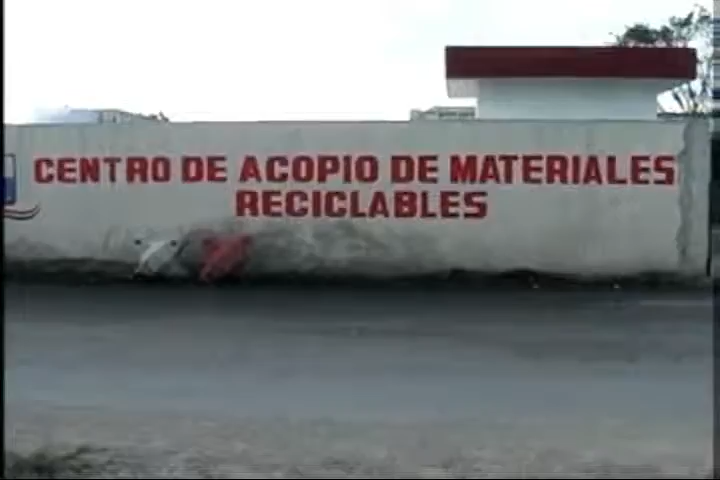 CENTRO DE ACOPIO DE MATERIALES
RECICLABLES